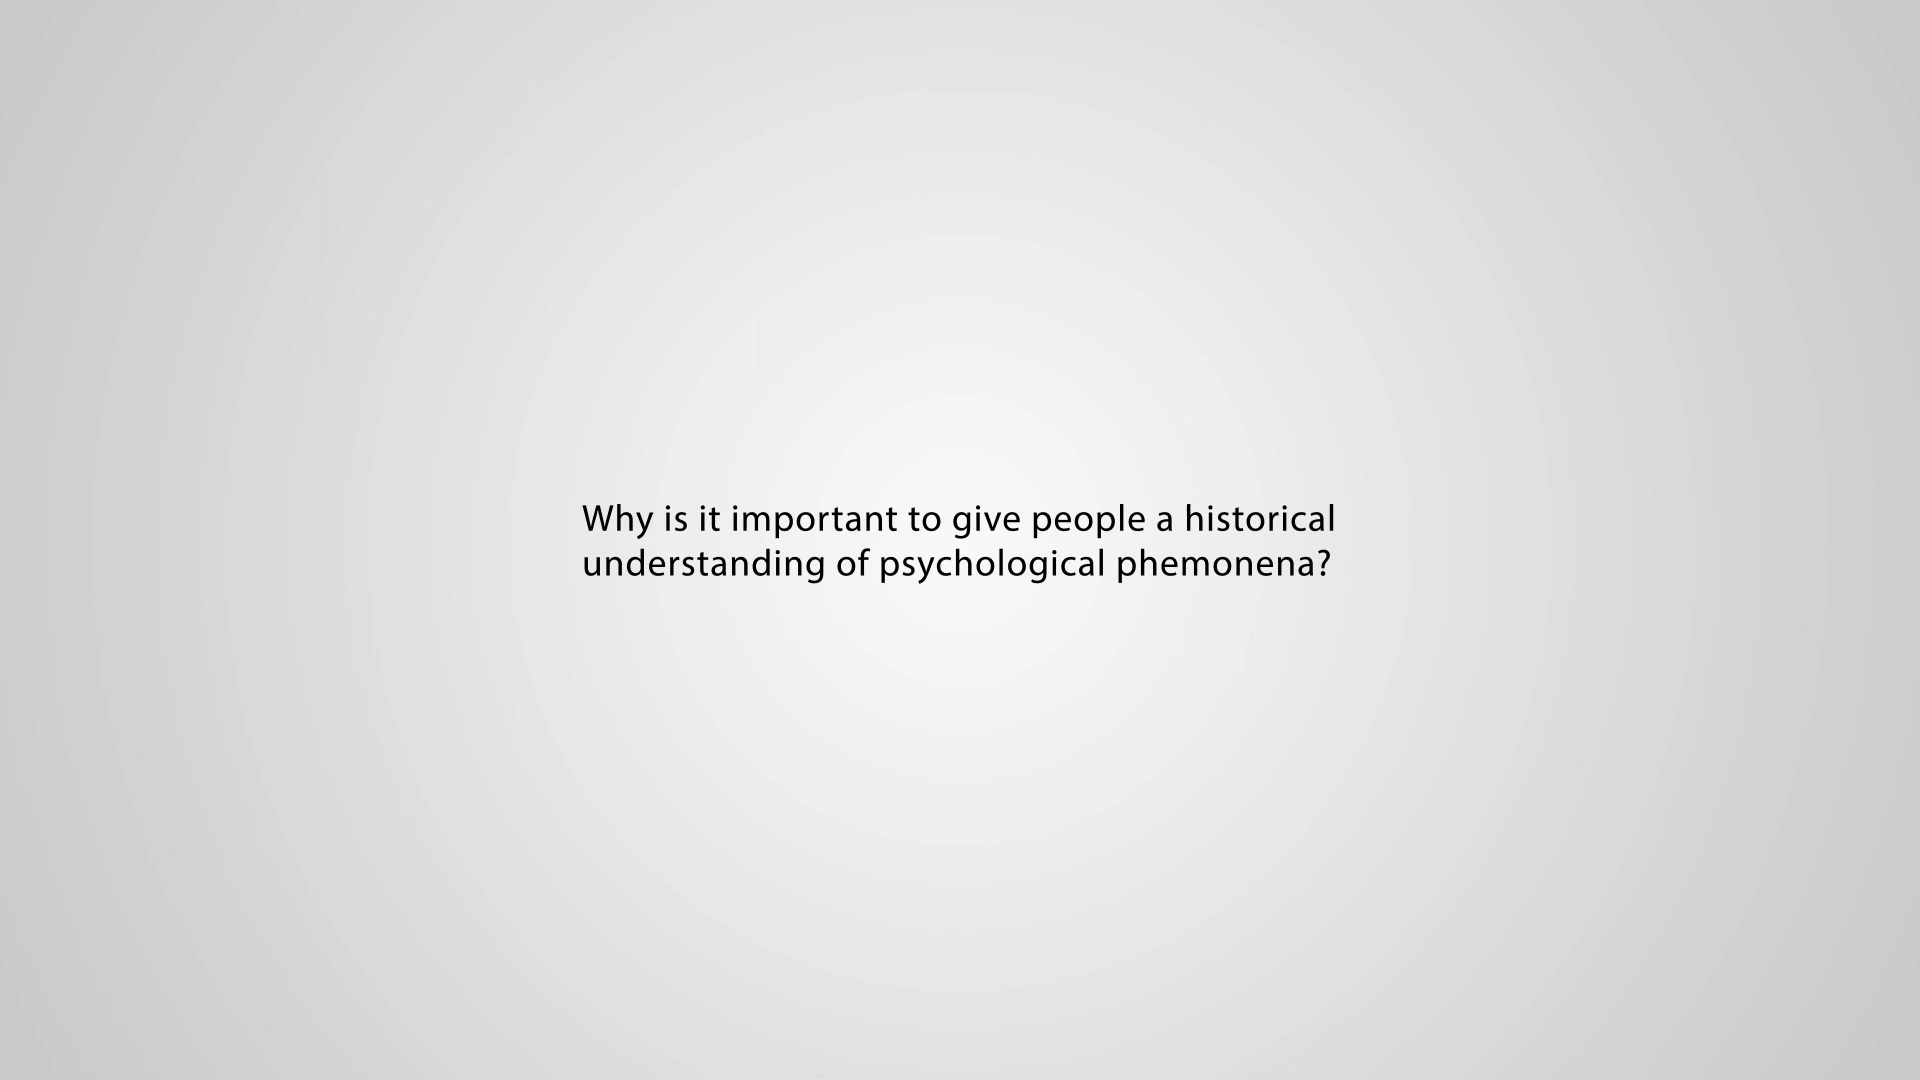 Why is it important to give people a historical
understanding of psychological phemonena?